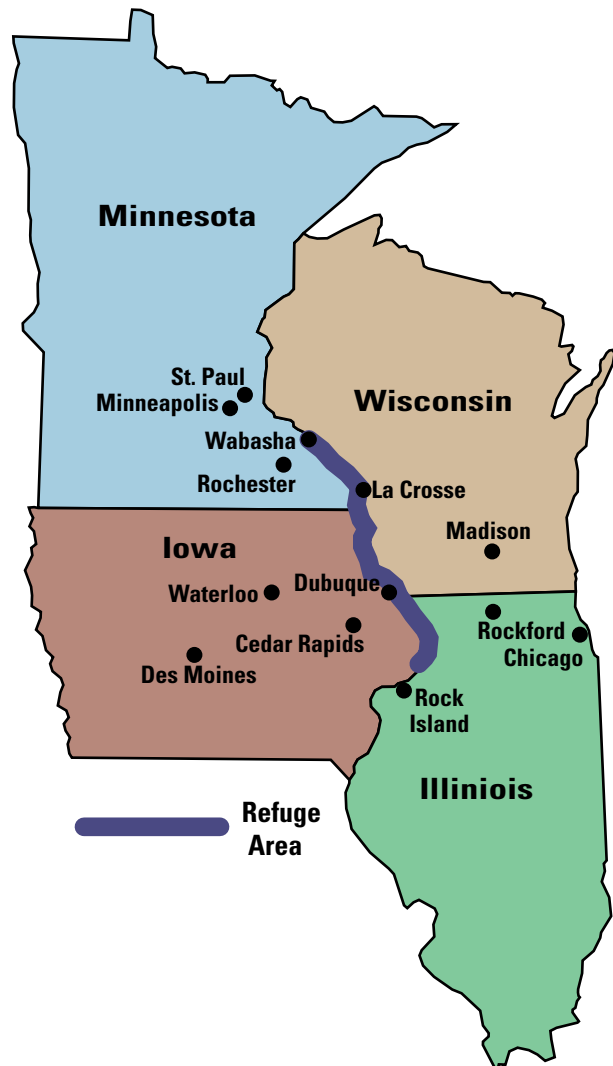 Minnesota
St. Paul
Minneapolis
Wabasha
Rochester
Wisconsin
La Crosse
Madison
Iowa
Waterloo
Dubuque
Cedar Rapids
Des Moines
Rockford
Chicago
Rock
Island
Illiniois
Refuge
Area